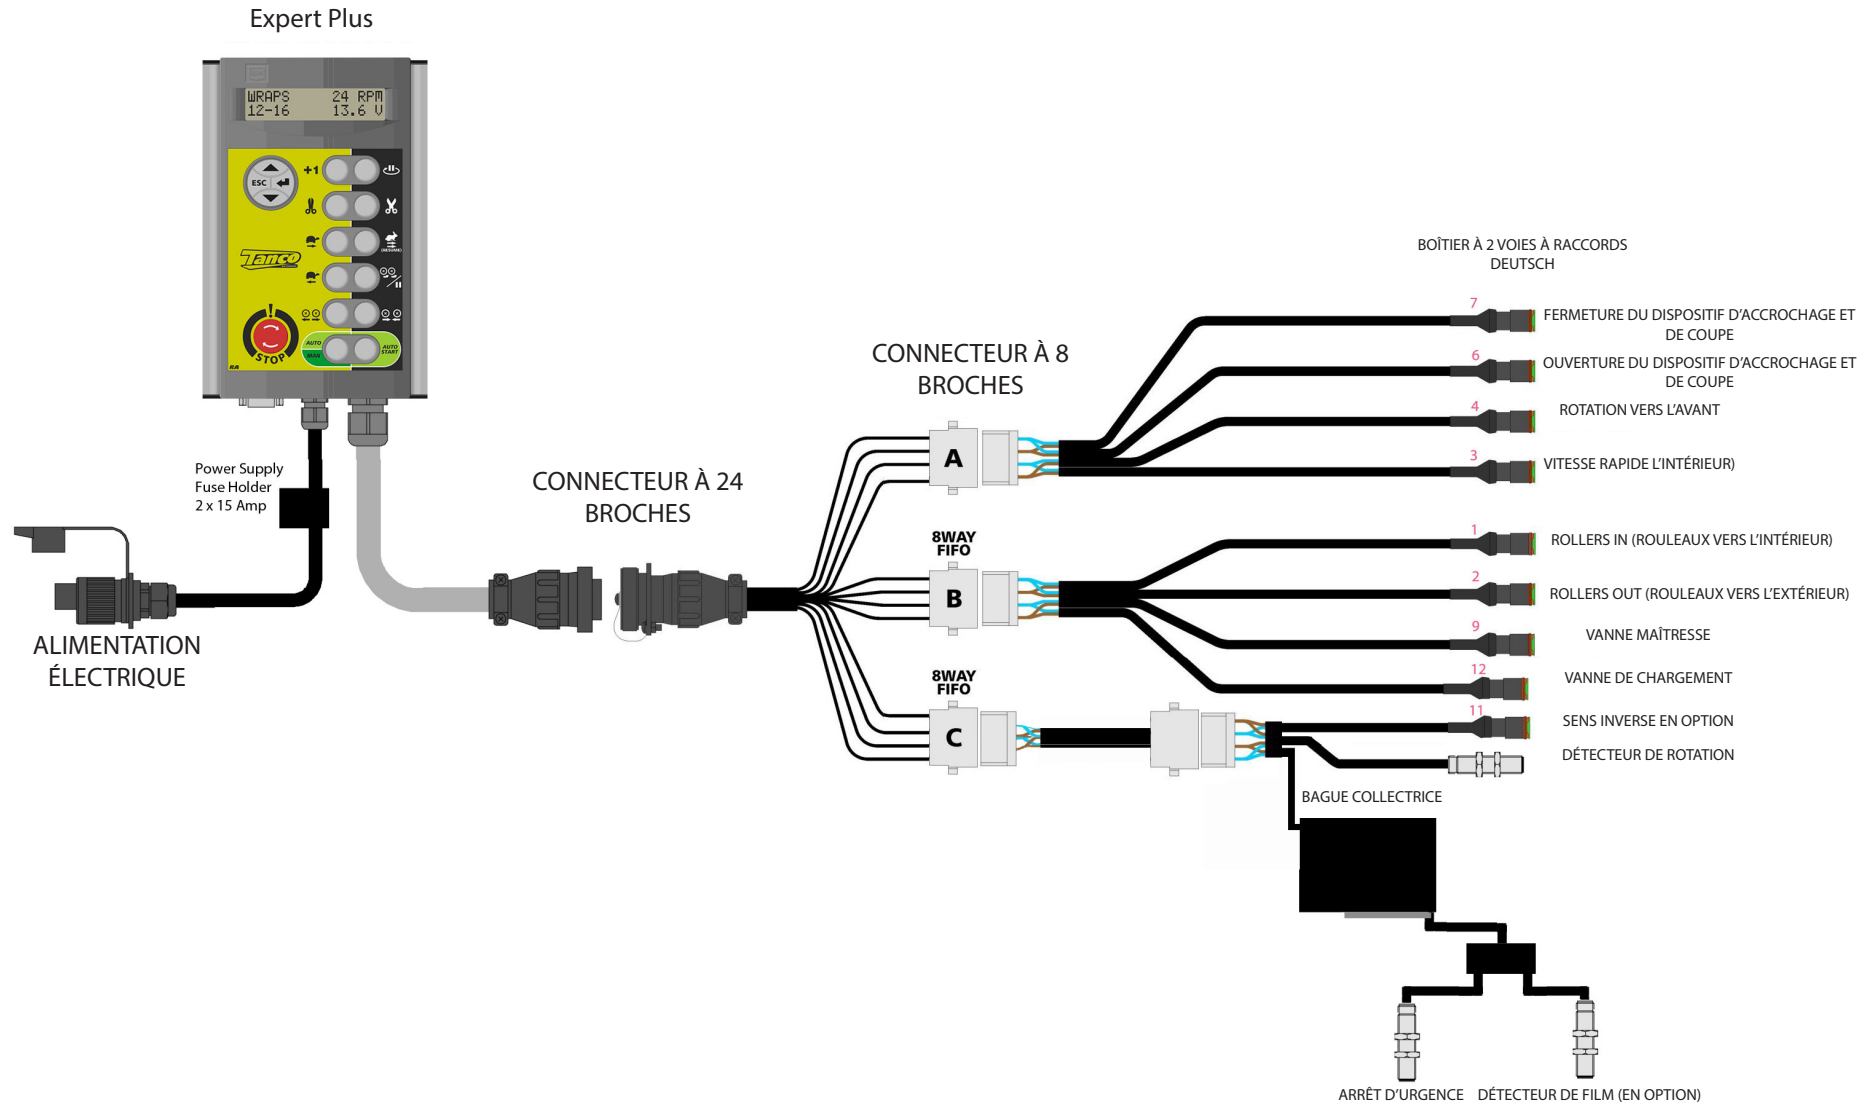 Expert Plus
WRAPS 24 RPM
12-16 13.6 V
+1
ESC
(RESUME)
Tanco
!
STOP
AUTO
MAN
AUTO
START
RA
Power Supply
Fuse Holder
2 x 15 Amp
ALIMENTATION
ÉLECTRIQUE
CONNECTEUR À 24
BROCHES
CONNECTEUR À 8
BROCHES
A
8WAY
FIFO
B
8WAY
FIFO
C
BOÎTIER À 2 VOIES À RACCORDS
DEUTSCH
7
FERMETURE DU DISPOSITIF D'ACCROCHAGE ET
DE COUPE
6
OUVERTURE DU DISPOSITIF D'ACCROCHAGE ET
DE COUPE
4
ROTATION VERS L'AVANT
3
VITESSE RAPIDE L'INTÉRIEUR)
1
ROLLERS IN (ROULEAUX VERS L'INTÉRIEUR)
2
ROLLERS OUT (ROULEAUX VERS L'EXTÉRIEUR)
9
VANNE MAÎTRESSE
12
VANNE DE CHARGEMENT
11
SENS INVERSE EN OPTION
DÉTECTEUR DE ROTATION
BAGUE COLLECTRICE
ARRÊT D'URGENCE
DÉTECTEUR DE FILM (EN OPTION)